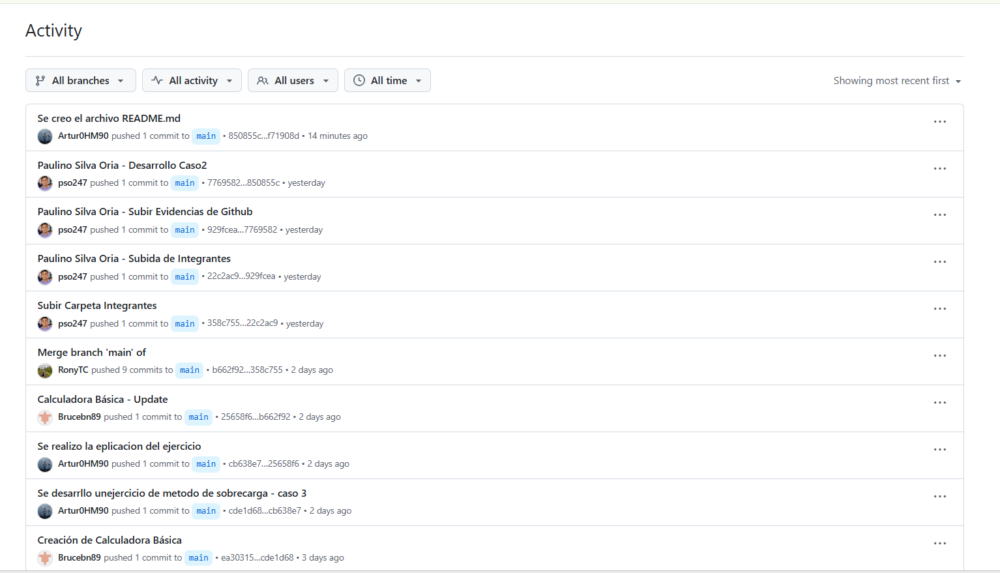 Activity
All branches
All activity
All users
All time
Showing most recent first
Se creo el archivo README.md
Artur0HM90 pushed 1 commit to main • 850855c...f71908d • 14 minutes ago
Paulino Silva Oria - Desarrollo Caso2
pso247 pushed 1 commit to main • 7769582...850855c • yesterday
Paulino Silva Oria - Subir Evidencias de Github
pso247 pushed 1 commit to main • 929fcea...7769582 • yesterday
Paulino Silva Oria - Subida de Integrantes
pso247 pushed 1 commit to main • 22c2ac9...929fcea • yesterday
Subir Carpeta Integrantes
pso247 pushed 1 commit to main • 358c755...22c2ac9 • yesterday
Merge branch 'main' of
RonyTC pushed 9 commits to main • b662f92...358c755 • 2 days ago
Calculadora Básica - Update
Brucebn89 pushed 1 commit to main • 25658f6...b662f92 • 2 days ago
Se realizo la eplicacion del ejercicio
Artur0HM90 pushed 1 commit to main • cb638e7...25658f6 • 2 days ago
Se desarrllo unejercicio de metodo de sobrecarga - caso 3
Artur0HM90 pushed 1 commit to main • cde1d68...cb638e7 • 2 days ago
Creación de Calculadora Básica
Brucebn89 pushed 1 commit to main • ea30315...cde1d68 • 3 days ago